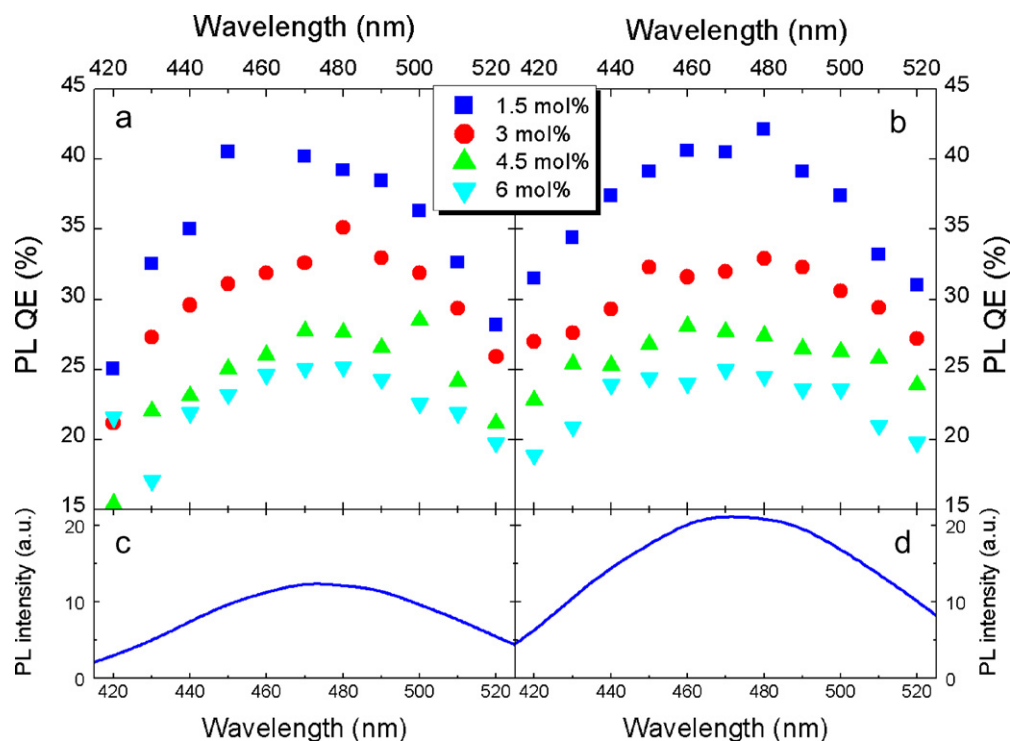 Wavelength (nm) Wavelength (nm)
420 440 460 480 500 520 420 440 460 480 500 520
45 45
a b
1.5 mol%
3 mol%
4.5 mol%
6 mol%
40 40
35 35
30 30
25 25
20 20
15 15
PL QE (%) PL QE (%)
c d
20 20
10 10
0 0
PL intensity (a.u.) PL intensity (a.u.)
420 440 460 480 500 520 420 440 460 480 500 520
Wavelength (nm) Wavelength (nm)